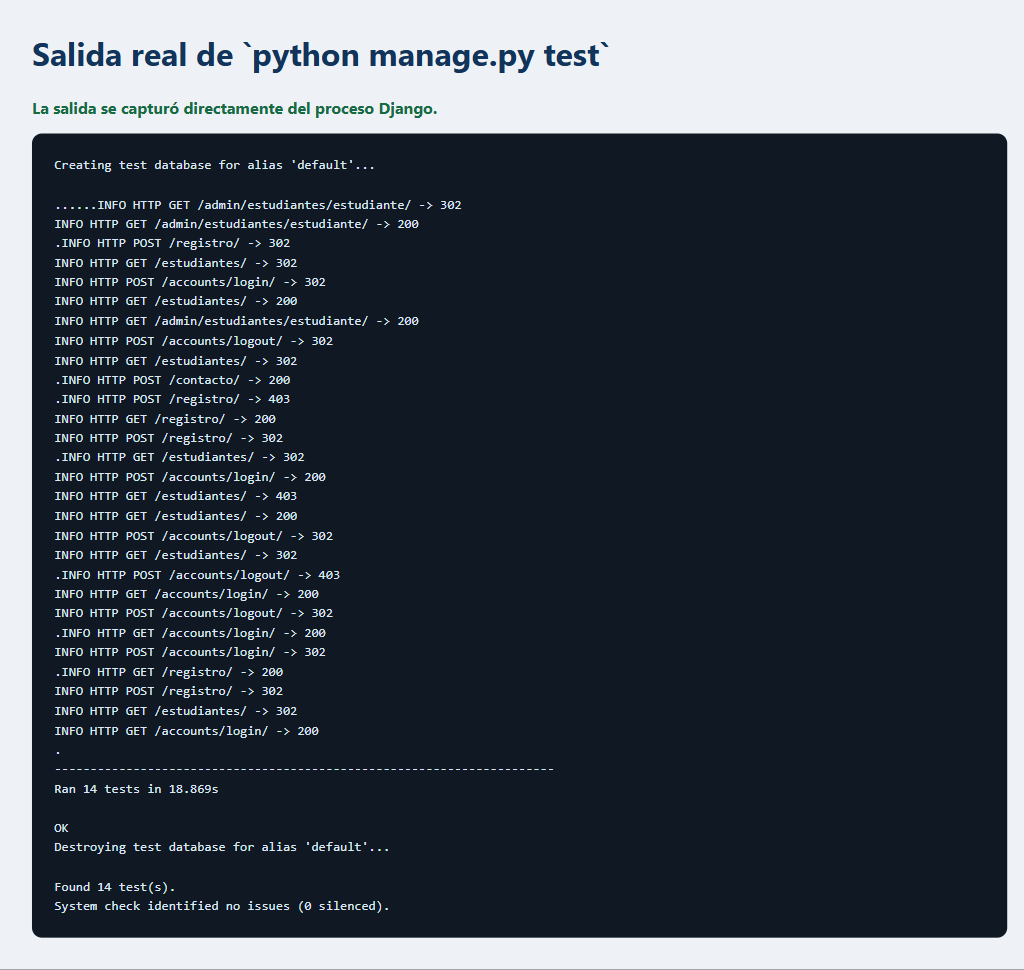 Salida real de `python manage.py test`
La salida se capturó directamente del proceso Django.
Creating test database for alias 'default'...
......INFO HTTP GET /admin/estudiantes/estudiante/ -> 302
INFO HTTP GET /admin/estudiantes/estudiante/ -> 200
.INFO HTTP POST /registro/ -> 302
INFO HTTP GET /estudiantes/ -> 302
INFO HTTP POST /accounts/login/ -> 302
INFO HTTP GET /estudiantes/ -> 200
INFO HTTP GET /admin/estudiantes/estudiante/ -> 200
INFO HTTP POST /accounts/logout/ -> 302
INFO HTTP GET /estudiantes/ -> 302
.INFO HTTP POST /contacto/ -> 200
.INFO HTTP POST /registro/ -> 403
INFO HTTP GET /registro/ -> 200
INFO HTTP POST /registro/ -> 302
.INFO HTTP GET /estudiantes/ -> 302
INFO HTTP POST /accounts/login/ -> 200
INFO HTTP GET /estudiantes/ -> 403
INFO HTTP GET /estudiantes/ -> 200
INFO HTTP POST /accounts/logout/ -> 302
INFO HTTP GET /estudiantes/ -> 302
.INFO HTTP POST /accounts/logout/ -> 403
INFO HTTP GET /accounts/login/ -> 200
INFO HTTP POST /accounts/logout/ -> 302
.INFO HTTP GET /accounts/login/ -> 200
INFO HTTP POST /accounts/login/ -> 302
.INFO HTTP GET /registro/ -> 200
INFO HTTP POST /registro/ -> 302
INFO HTTP GET /estudiantes/ -> 302
INFO HTTP GET /accounts/login/ -> 200
.
----------------------------------------------------------------------
Ran 14 tests in 18.869s
OK
Destroying test database for alias 'default'...
Found 14 test(s).
System check identified no issues (0 silenced).